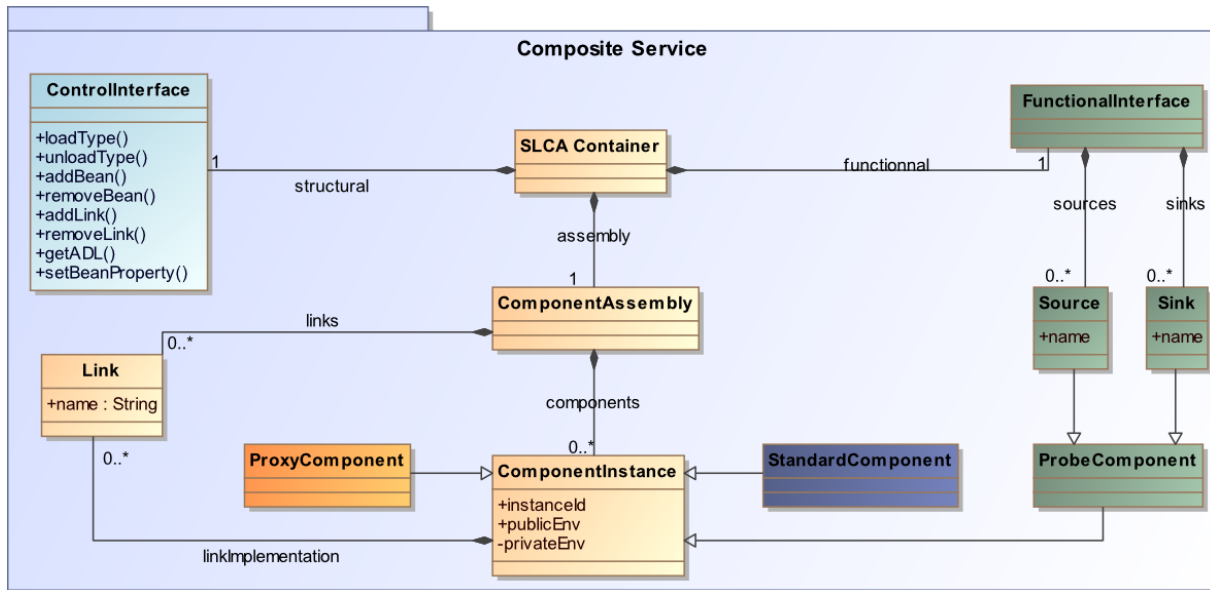 Composite Service
ControlInterface
+loadType()
+unloadType()
+addBean()
+removeBean()
+addLink()
+removeLink()
+getADL()
+setBeanProperty()
1
structural
SLCA Container
functionnal
1
FunctionalInterface
sources
sinks
0..*
0..*
Source
+name
Sink
+name
assembly
1
ComponentAssembly
links
0..*
Link
+name : String
0..*
components
0..*
ProxyComponent
ComponentInstance
+instanceId
+publicEnv
-privateEnv
StandardComponent
ProbeComponent
linkImplementation